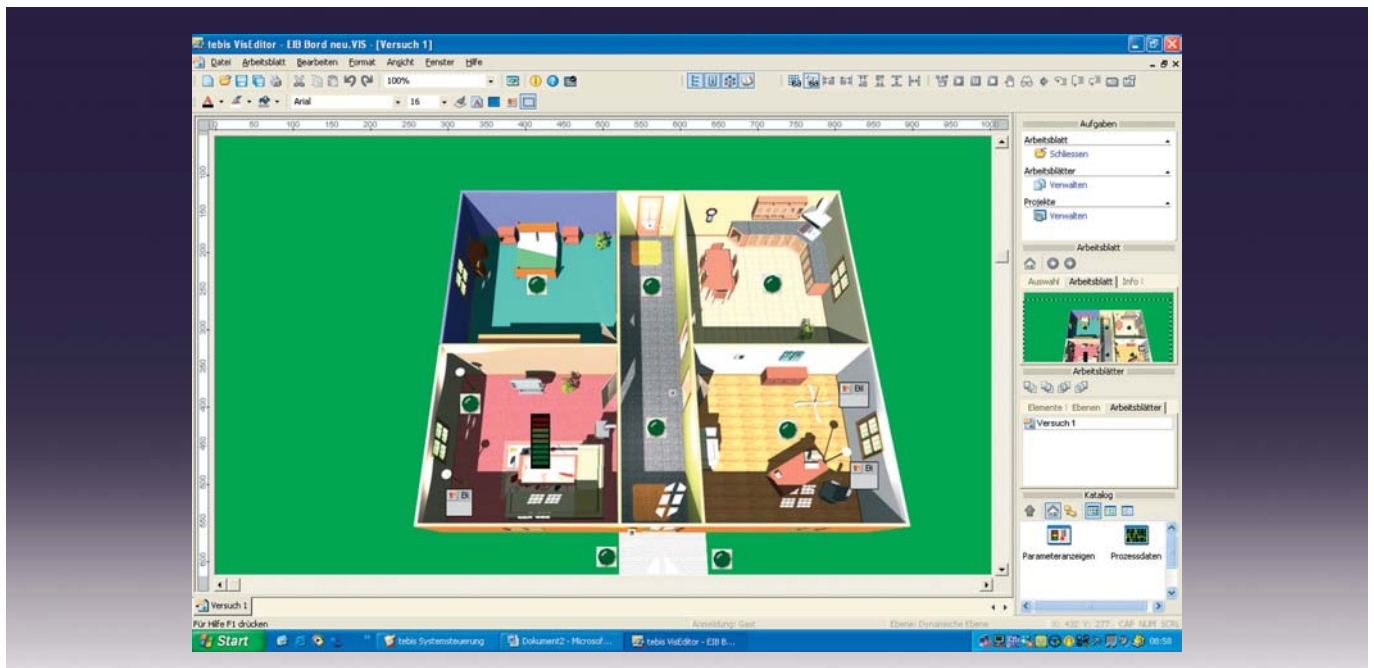 tebis VisEditor - EIB Bord neu.VIS - [Versuch 1]
Datei Arbeitsblatt Bearbeiten Format Ansicht Fenster Hilfe
100%
Arial 16
Aufgaben
Arbeitsblatt
Schliessen
Arbeitsblätter
Verwalten
Projekte
Verwalten
Arbeitsblatt
Auswahl Arbeitsblatt Info
Arbeitsblätter
Elemente Ebenen Arbeitsblätter
Versuch 1
Katalog
Parameteranzeigen Prozessdaten
Versuch 1
Für Hilfe F1 drücken Anmeldung: Gast Ebene: Dynamische Ebene X: 432 Y: 277 CAP NUM SCRL
Start tebis Systemsteuerung Dokument2 - Microsof... tebis VisEditor - EIB B... 08:58